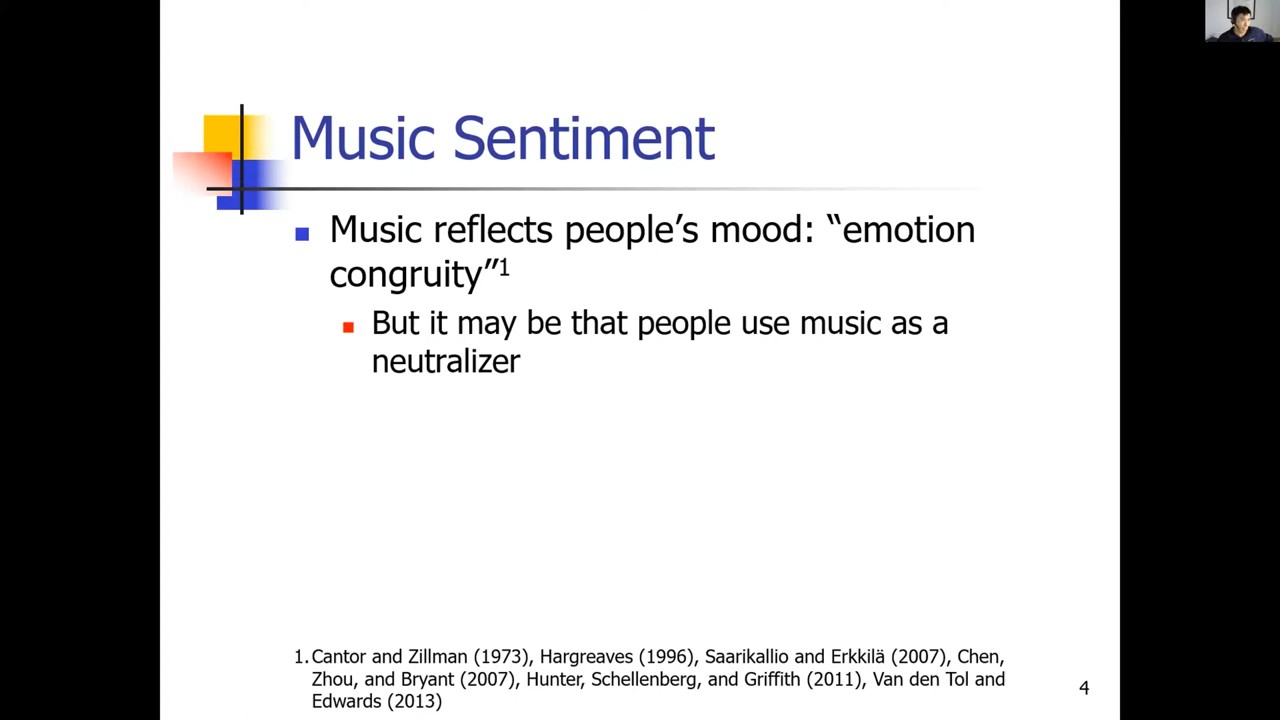 Music Sentiment
Music reflects people’s mood: “emotion
congruity”1
But it may be that people use music as a
neutralizer
1. Cantor and Zillman (1973), Hargreaves (1996), Saarikallio and Erkkilä (2007), Chen,
Zhou, and Bryant (2007), Hunter, Schellenberg, and Griffith (2011), Van den Tol and
Edwards (2013)
4